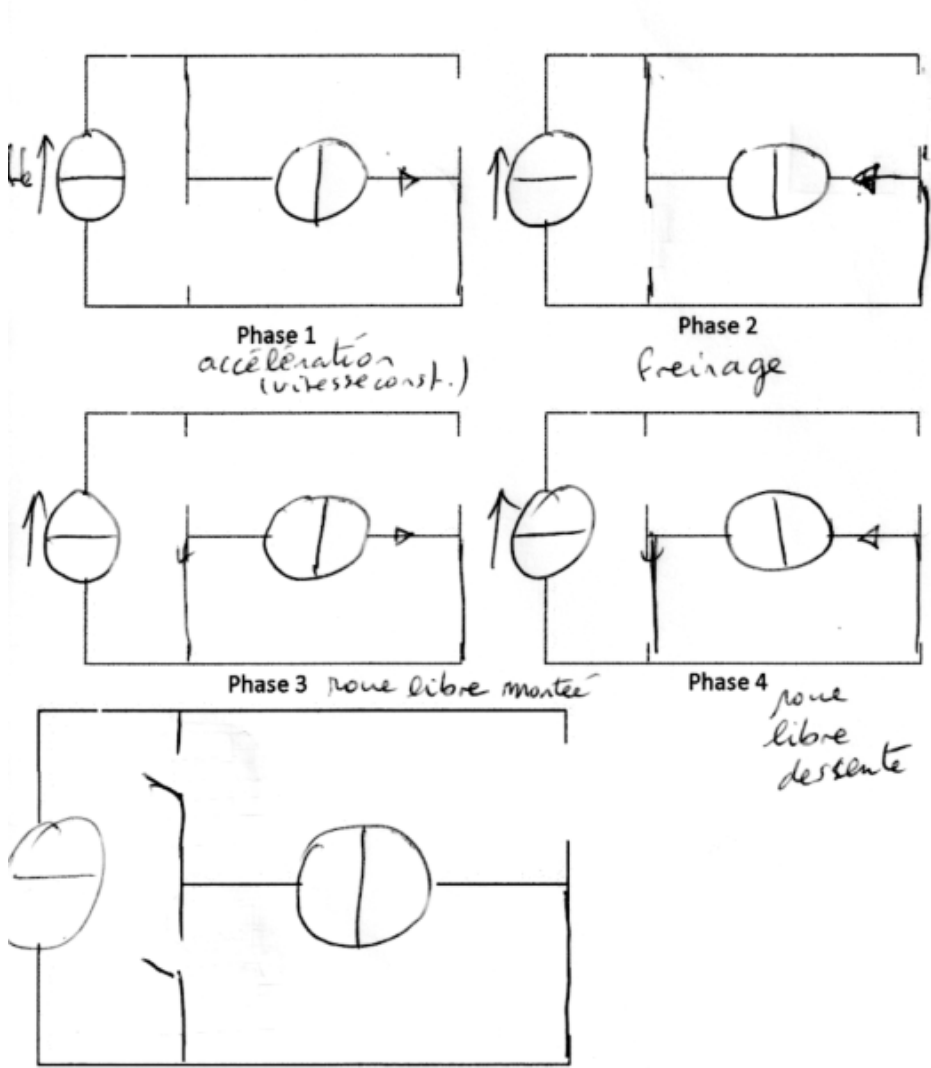 Ue
Phase 1
accélération
(vitesse const.)
Phase 2
freinage
Phase 3 roue libre montée
Phase 4
roue
libre
dessente